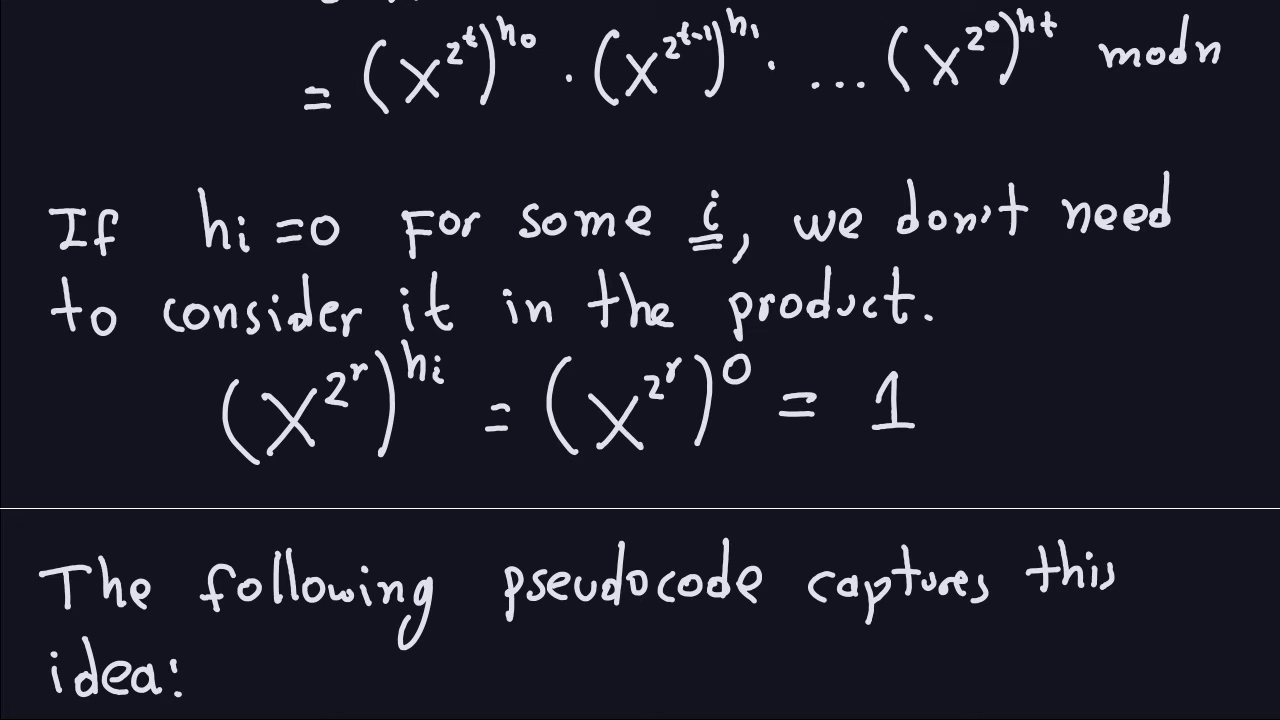 = (x^{2^t})^{h_0} · (x^{2^{t-1}})^{h_1} · ... (x^{2^0})^{h_t} mod n
If h_i = 0 For some i, we don't need
to consider it in the product.
(x^{2^r})^{h_i} = (x^{2^r})^0 = 1
The following pseudocode captures this
idea: